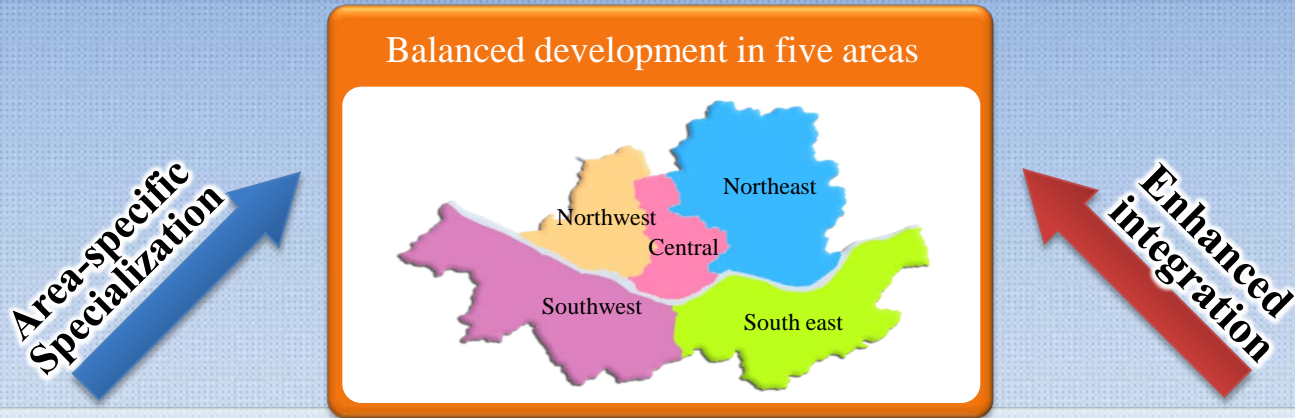 Balanced development in five areas
Area-specific
Specialization
Northeast
Northwest
Central
Southwest
South east
Enhanced
integration